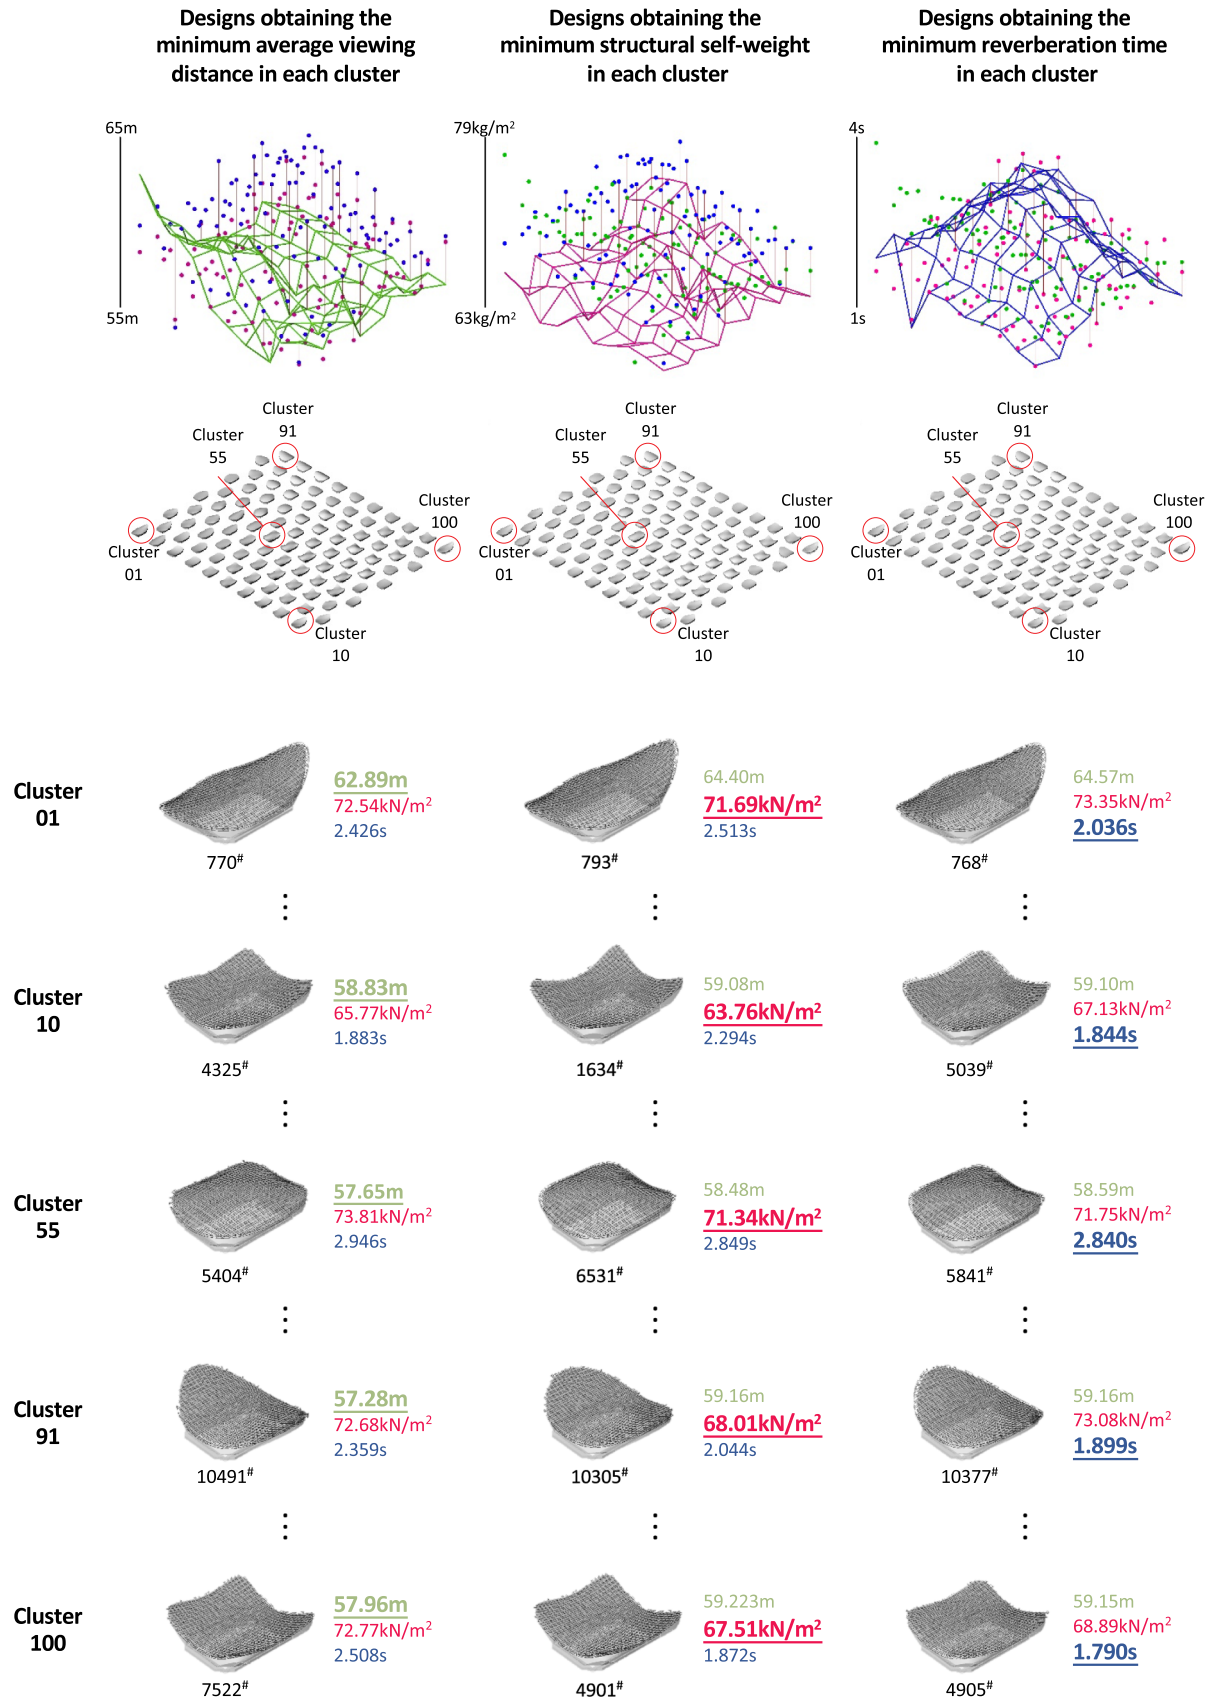 Designs obtaining the
minimum average viewing
distance in each cluster
Designs obtaining the
minimum structural self-weight
in each cluster
Designs obtaining the
minimum reverberation time
in each cluster
65m
55m
79kg/m²
63kg/m²
4s
1s
Cluster
91
Cluster
55
Cluster
100
Cluster
01
Cluster
10
Cluster
91
Cluster
55
Cluster
100
Cluster
01
Cluster
10
Cluster
91
Cluster
55
Cluster
100
Cluster
01
Cluster
10
Cluster
01
62.89m
72.54kN/m²
2.426s
770#
64.40m
71.69kN/m²
2.513s
793#
64.57m
73.35kN/m²
2.036s
768#
Cluster
10
58.83m
65.77kN/m²
1.883s
4325#
59.08m
63.76kN/m²
2.294s
1634#
59.10m
67.13kN/m²
1.844s
5039#
Cluster
55
57.65m
73.81kN/m²
2.946s
5404#
58.48m
71.34kN/m²
2.849s
6531#
58.59m
71.75kN/m²
2.840s
5841#
Cluster
91
57.28m
72.68kN/m²
2.359s
10491#
59.16m
68.01kN/m²
2.044s
10305#
59.16m
73.08kN/m²
1.899s
10377#
Cluster
100
57.96m
72.77kN/m²
2.508s
7522#
59.223m
67.51kN/m²
1.872s
4901#
59.15m
68.89kN/m²
1.790s
4905#